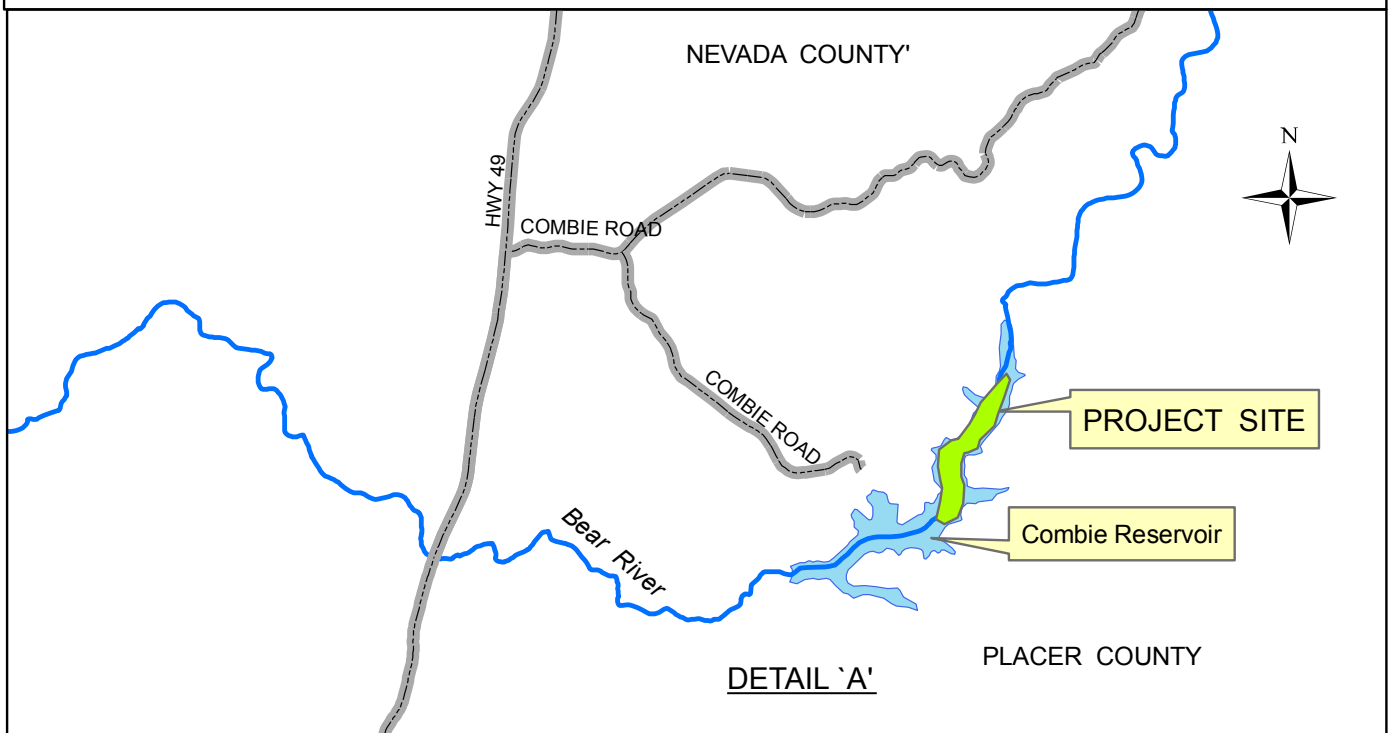 NEVADA COUNTY'
N
HWY 49
COMBIE ROAD
COMBIE ROAD
PROJECT SITE
Combie Reservoir
Bear River
PLACER COUNTY
DETAIL `A'